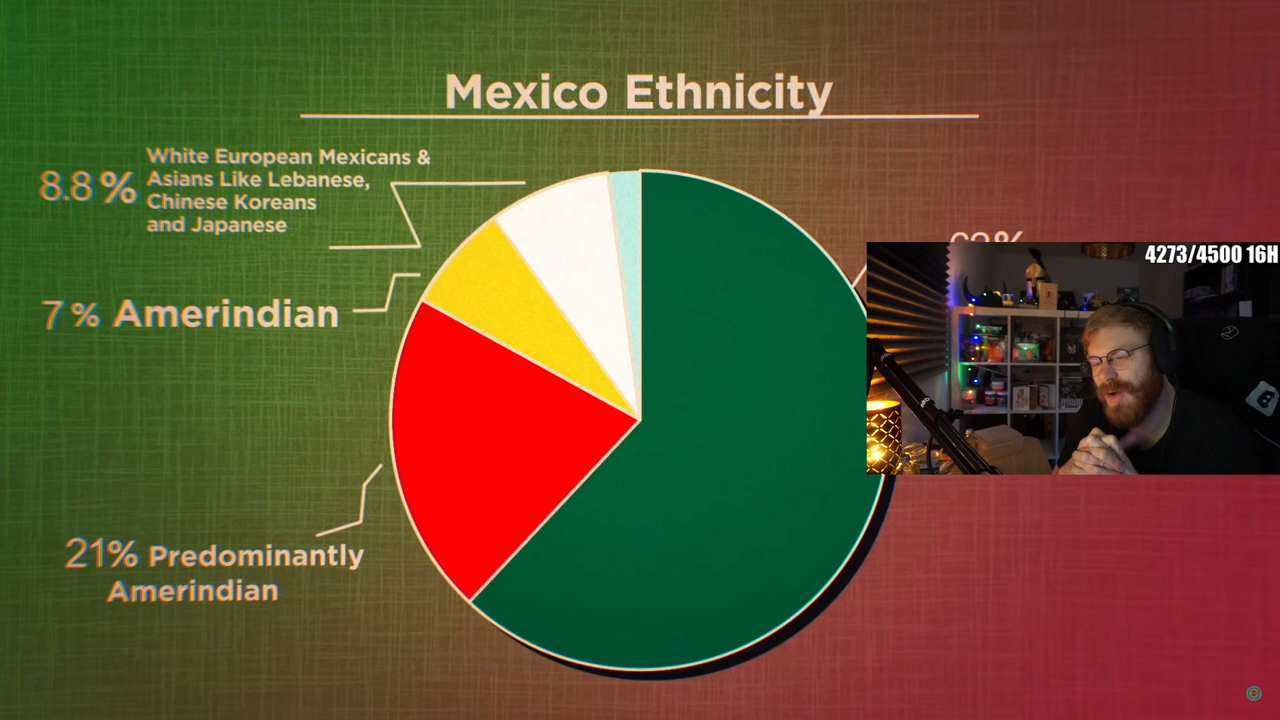 Mexico Ethnicity
8.8 %
White European Mexicans &
Asians Like Lebanese,
Chinese Koreans
and Japanese
7 % Amerindian
21% Predominantly
Amerindian
4273/4500 16H